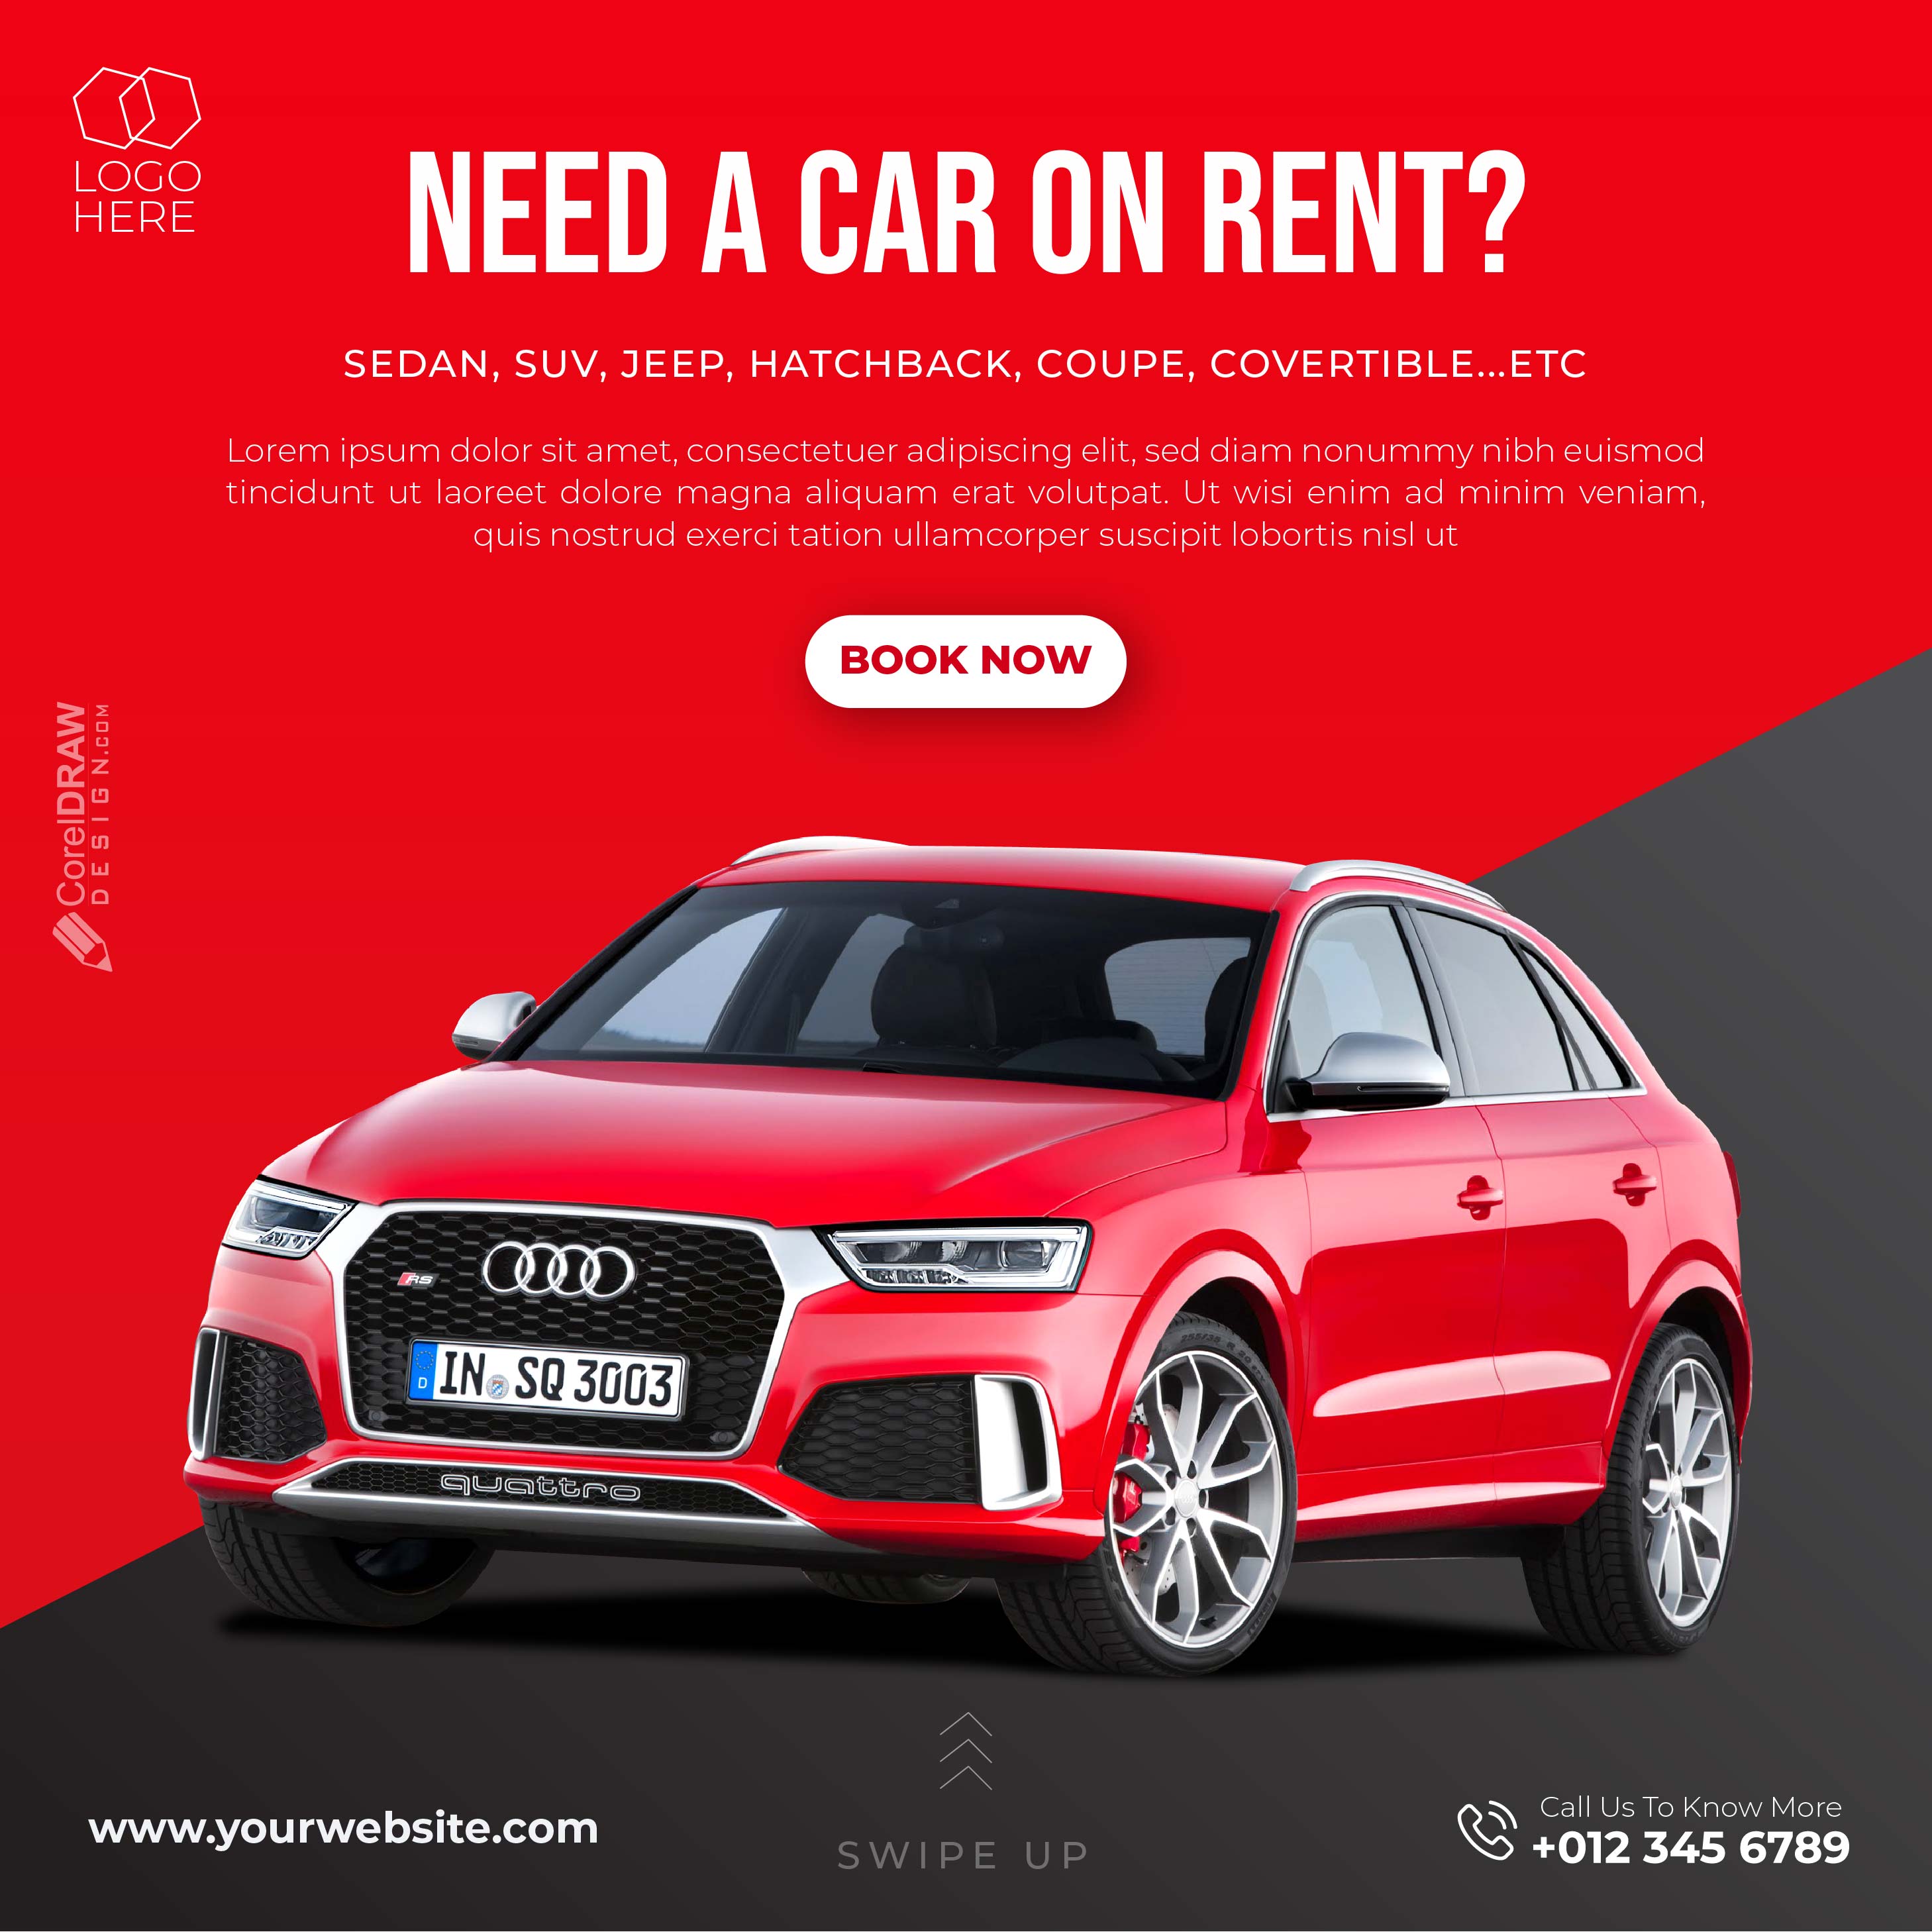 LOGO
HERE
NEED A CAR ON RENT?
SEDAN, SUV, JEEP, HATCHBACK, COUPE, COVERTIBLE...ETC
Lorem ipsum dolor sit amet, consectetuer adipiscing elit, sed diam nonummy nibh euismod
tincidunt ut laoreet dolore magna aliquam erat volutpat. Ut wisi enim ad minim veniam,
quis nostrud exerci tation ullamcorper suscipit lobortis nisl ut
BOOK NOW
CorelDRAW
DESIGN.COM
RS
D
IN SQ 3003
quattro
www.yourwebsite.com
SWIPE UP
Call Us To Know More
+012 345 6789